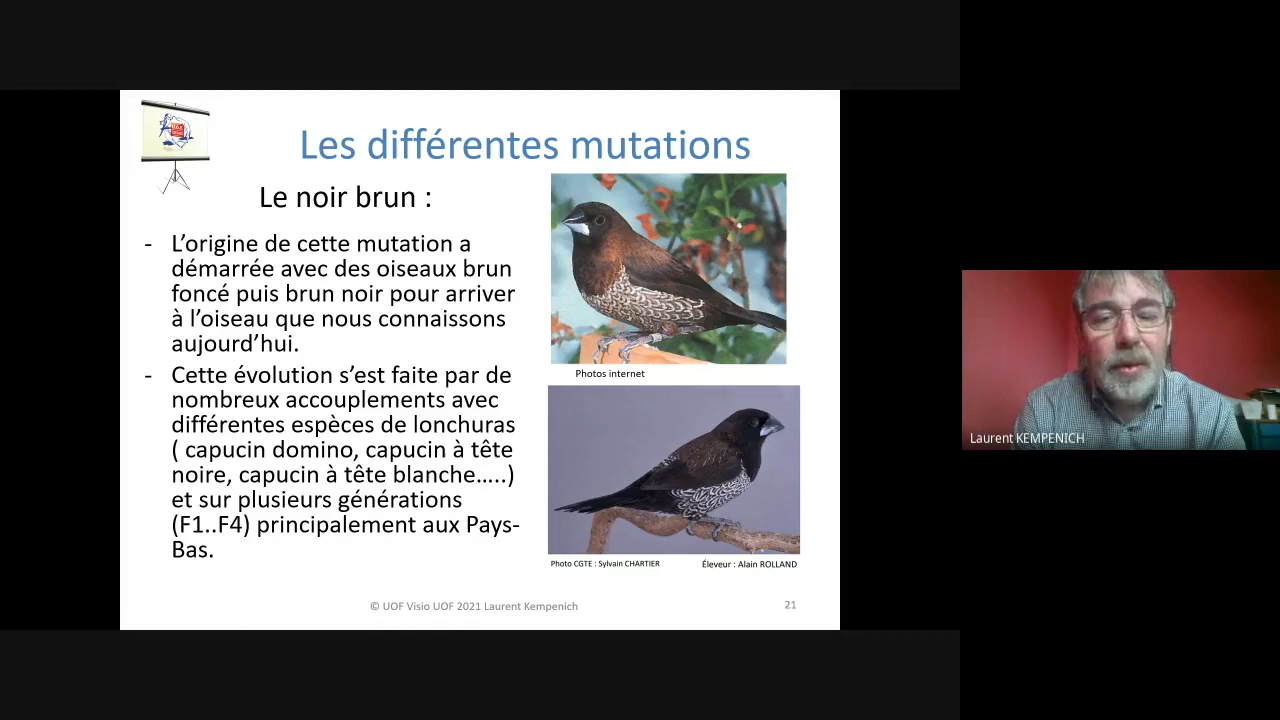 Les différentes mutations
Le noir brun :
- L’origine de cette mutation a
démarrée avec des oiseaux brun
foncé puis brun noir pour arriver
à l’oiseau que nous connaissons
aujourd’hui.
- Cette évolution s’est faite par de
nombreux accouplements avec
différentes espèces de lonchuras
( capucin domino, capucin à tête
noire, capucin à tête blanche…..)
et sur plusieurs générations
(F1..F4) principalement aux Pays-
Bas.
Photos internet
Photo CGTE : Sylvain CHARTIER
Éleveur : Alain ROLLAND
© UOF Visio UOF 2021 Laurent Kempenich
21
Laurent KEMPENICH